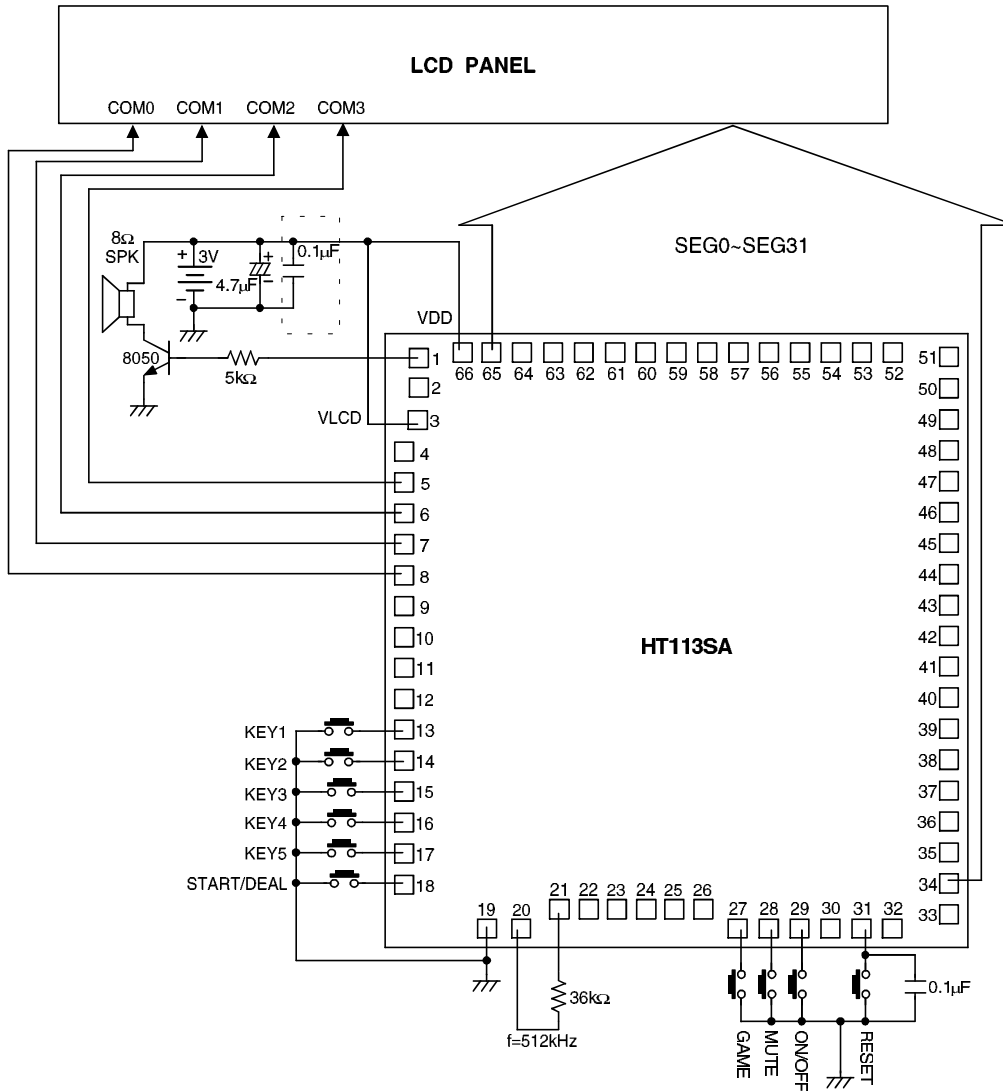 LCD PANEL
COM0 COM1 COM2 COM3
SEG0~SEG31
8Ω
SPK
+ 3V
4.7µF
+
0.1µF
−
−
VDD
8050
5kΩ
VLCD
1
2
3
4
5
6
7
8
9
10
11
12
13
14
15
16
17
18
66 65 64 63 62 61 60 59 58 57 56 55 54 53 52
51
50
49
48
47
46
45
44
43
42
41
40
39
38
37
36
35
34
33
HT113SA
KEY1
KEY2
KEY3
KEY4
KEY5
START/DEAL
19 20 21 22 23 24 25 26 27 28 29 30 31 32
36kΩ
f=512kHz
0.1µF
GAME
MUTE
ON/OFF
RESET